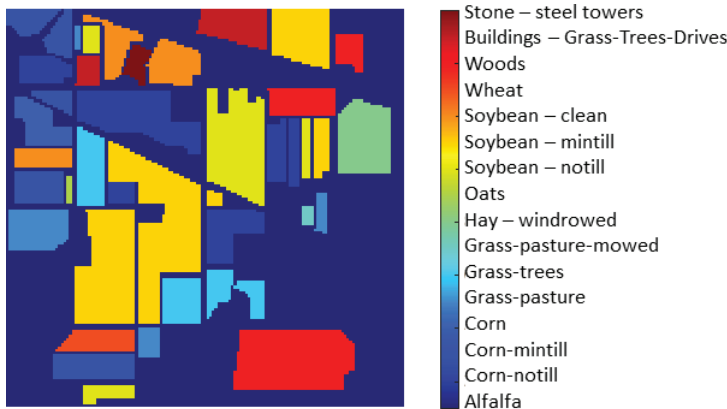 Stone – steel towers
Buildings – Grass-Trees-Drives
Woods
Wheat
Soybean – clean
Soybean – mintill
Soybean – notill
Oats
Hay – windrowed
Grass-pasture-mowed
Grass-trees
Grass-pasture
Corn
Corn-mintill
Corn-notill
Alfalfa